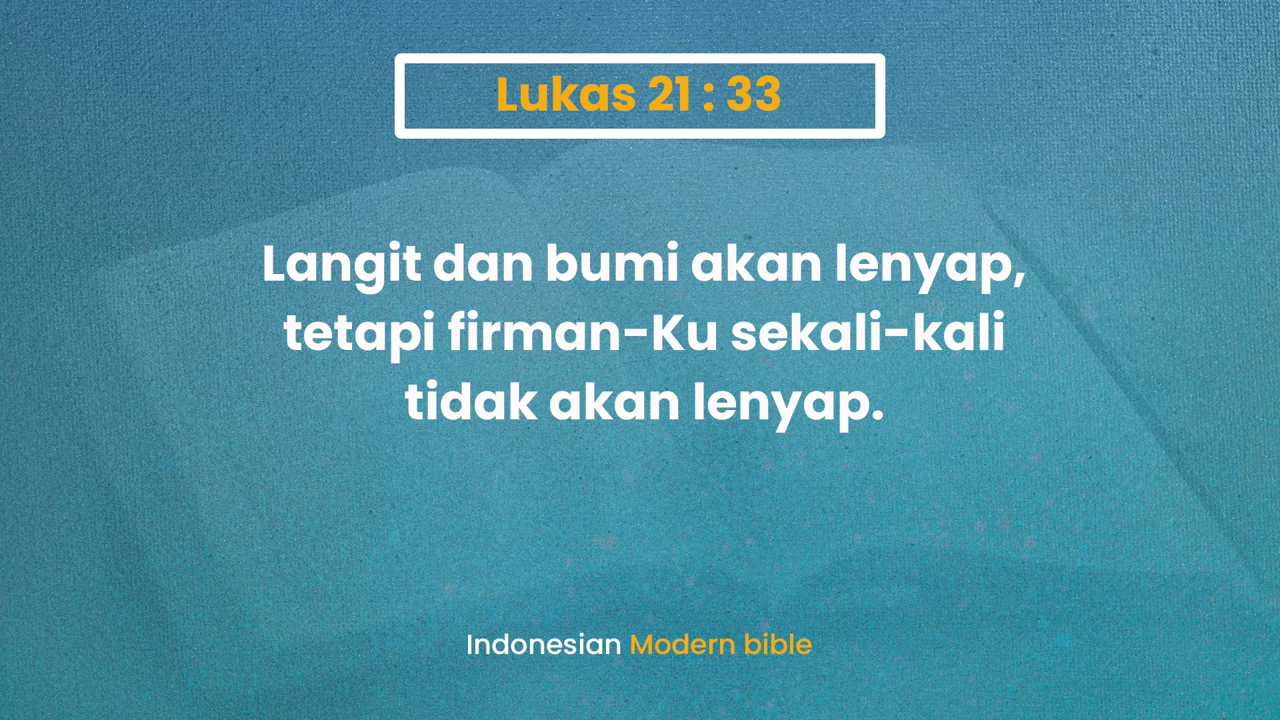 Lukas 21 : 33
Langit dan bumi akan lenyap,
tetapi firman-Ku sekali-kali
tidak akan lenyap.
Indonesian Modern bible